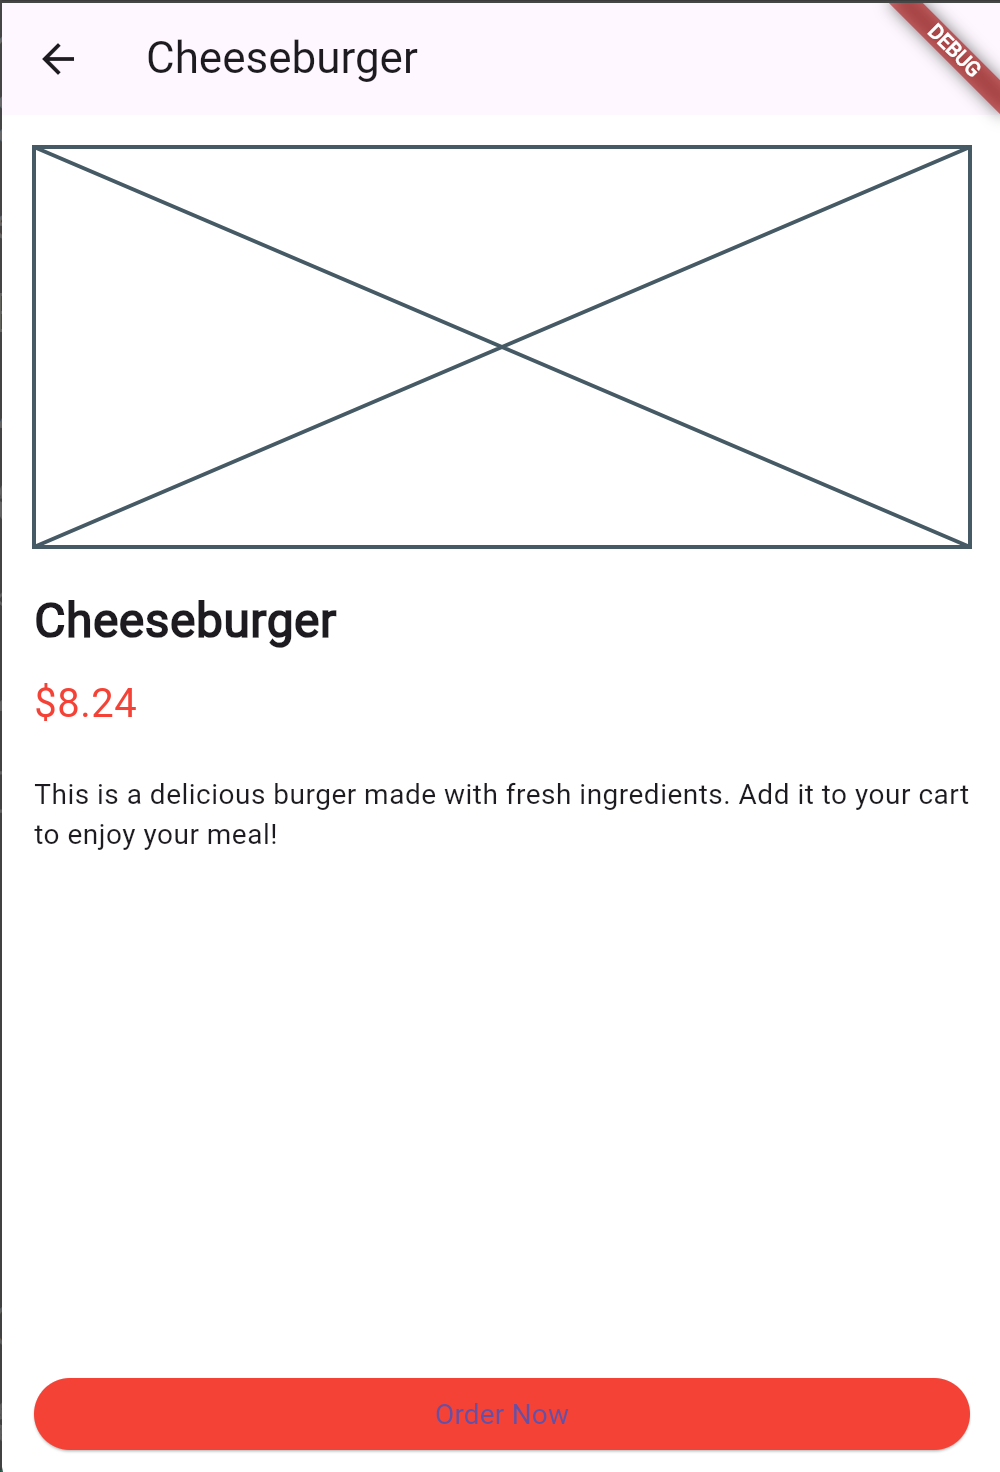 Cheeseburger
DEBUG
Cheeseburger
$8.24
This is a delicious burger made with fresh ingredients. Add it to your cart
to enjoy your meal!
Order Now